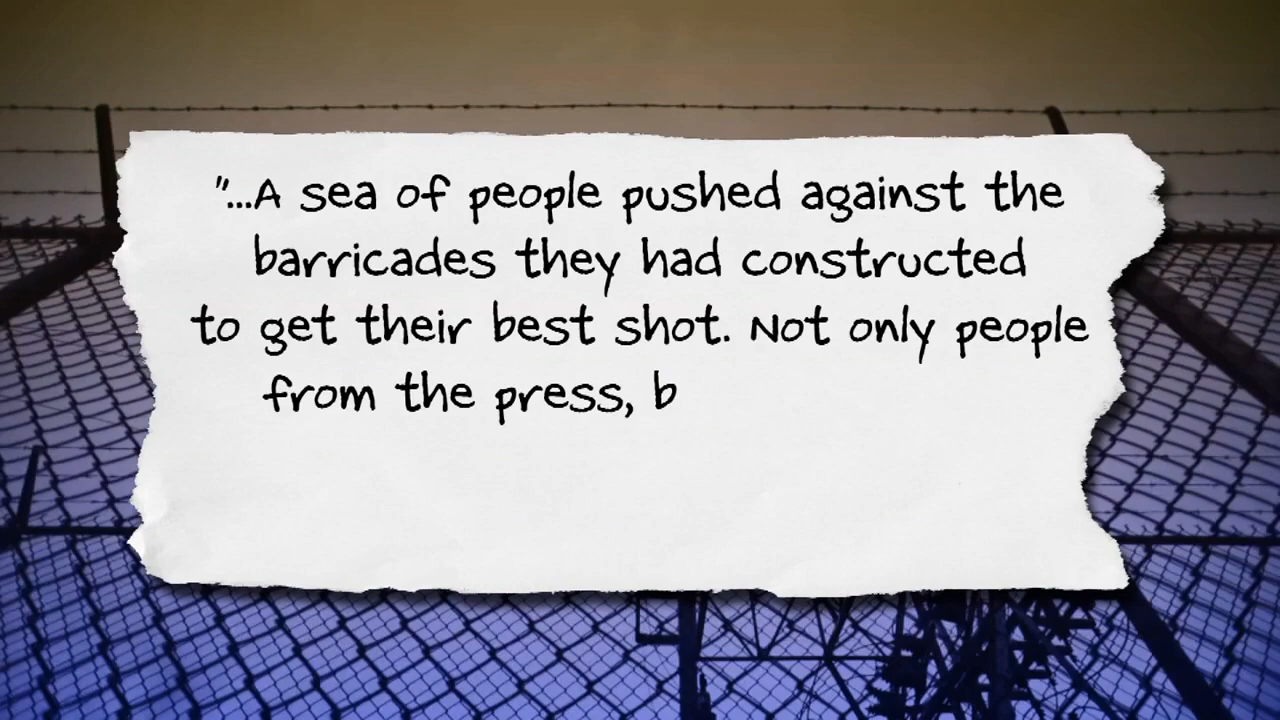 "...A sea of people pushed against the
barricades they had constructed
to get their best shot. Not only people
from the press, b